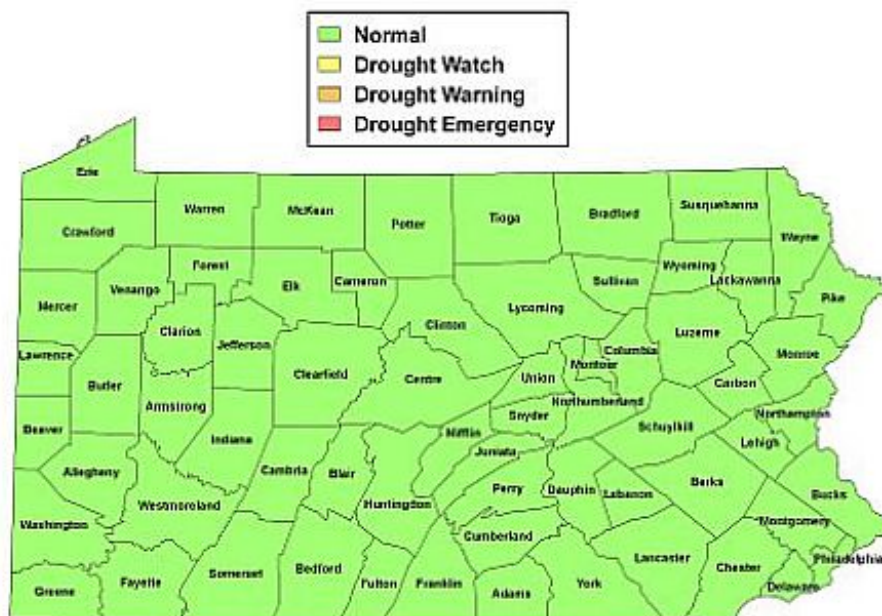 Normal
Drought Watch
Drought Warning
Drought Emergency
Erie
Warren
McKean
Potter
Tioga
Bradford
Susquehanna
Wayne
Crawford
Forest
Wyoming
Lackawanna
Mercer
Venango
Elk
Cameron
Sullivan
Pike
Clarion
Lycoming
Clinton
Luzerne
Jefferson
Lawrence
Columbia
Monroe
Butler
Clearfield
Centre
Union
Montour
Carbon
Armstrong
Snyder
Northumberland
Northampton
Beaver
Indiana
Mifflin
Schuylkill
Lehigh
Allegheny
Cambria
Blair
Juniata
Westmoreland
Huntingdon
Perry
Dauphin
Lebanon
Berks
Bucks
Washington
Cumberland
Montgomery
Lancaster
Philadelphia
Greene
Fayette
Somerset
Bedford
Fulton
Franklin
Adams
York
Chester
Delaware